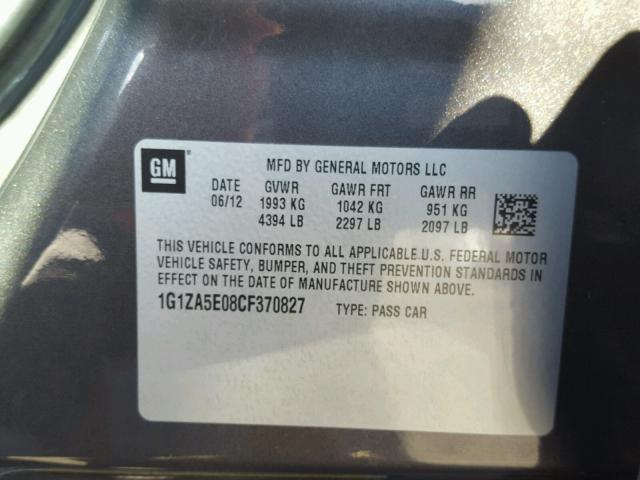 GM
MFD BY GENERAL MOTORS LLC
DATE GVWR GAWR FRT GAWR RR
06/12 1993 KG 1042 KG 951 KG
4394 LB 2297 LB 2097 LB
THIS VEHICLE CONFORMS TO ALL APPLICABLE U.S. FEDERAL MOTOR
VEHICLE SAFETY, BUMPER, AND THEFT PREVENTION STANDARDS IN
EFFECT ON THE DATE OF MANUFACTURE SHOWN ABOVE.
1G1ZA5E08CF370827 TYPE: PASS CAR